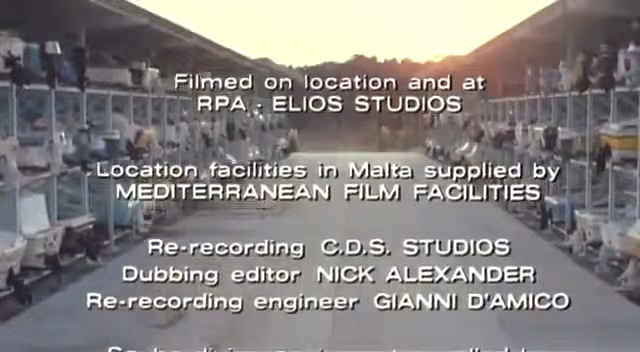 Filmed on location and at
RPA - ELIOS STUDIOS
Location facilities in Malta supplied by
MEDITERRANEAN FILM FACILITIES
Re-recording C.D.S. STUDIOS
Dubbing editor NICK ALEXANDER
Re-recording engineer GIANNI D'AMICO